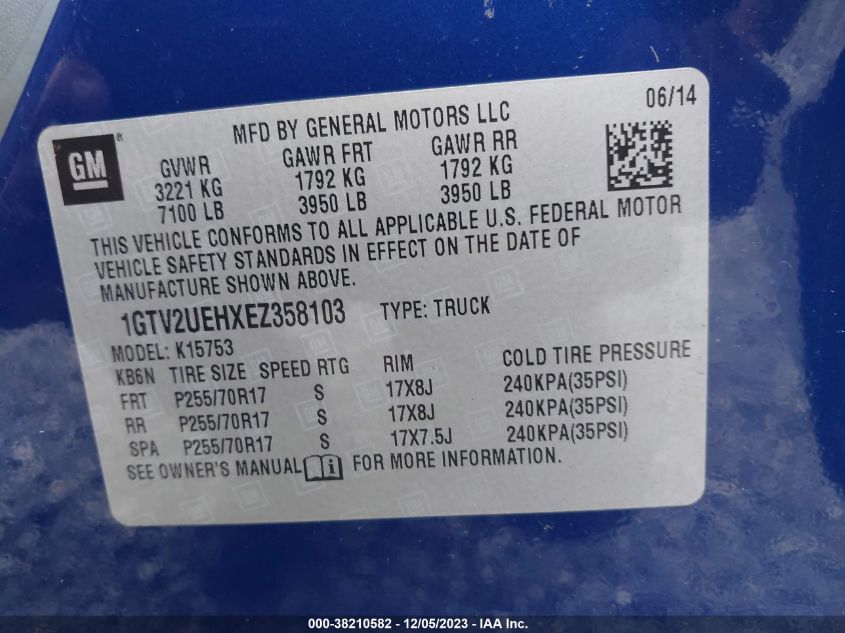 06/14
MFD BY GENERAL MOTORS LLC
GM®
GVWR GAWR FRT GAWR RR
3221 KG 1792 KG 1792 KG
7100 LB 3950 LB 3950 LB
THIS VEHICLE CONFORMS TO ALL APPLICABLE U.S. FEDERAL MOTOR
VEHICLE SAFETY STANDARDS IN EFFECT ON THE DATE OF
MANUFACTURE SHOWN ABOVE.
1GTV2UEHXEZ358103 TYPE: TRUCK
MODEL: K15753
KB6N TIRE SIZE SPEED RTG RIM COLD TIRE PRESSURE
FRT P255/70R17 S 17X8J 240KPA(35PSI)
RR P255/70R17 S 17X8J 240KPA(35PSI)
SPA P255/70R17 S 17X7.5J 240KPA(35PSI)
SEE OWNER'S MANUAL i FOR MORE INFORMATION.
000-38210582 - 12/05/2023 - IAA Inc.